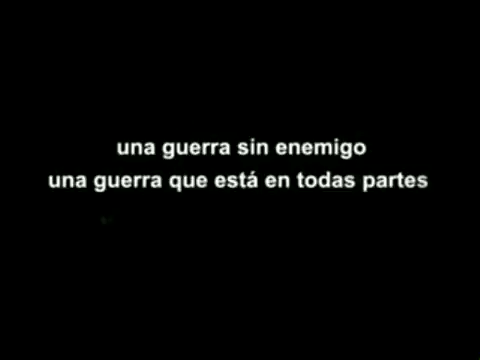 una guerra sin enemigo
una guerra que está en todas partes